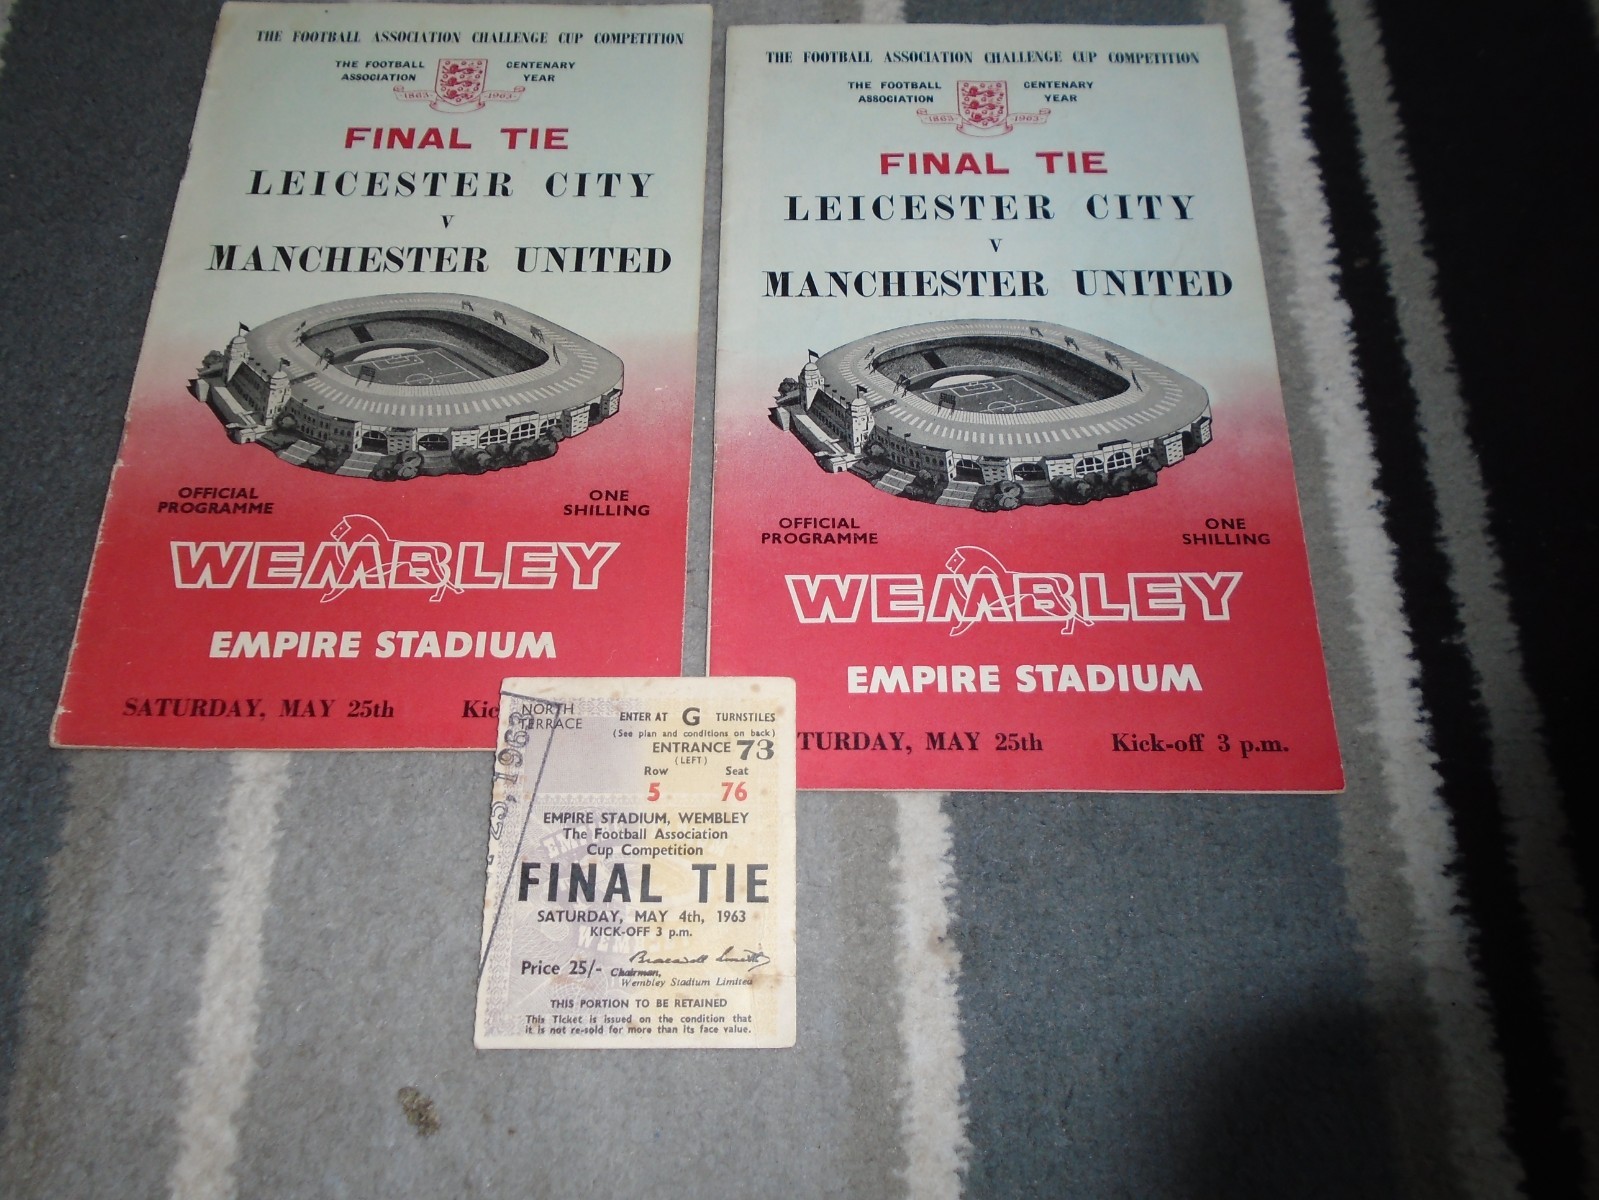 THE FOOTBALL ASSOCIATION CHALLENGE CUP COMPETITION
THE FOOTBALL ASSOCIATION
CENTENARY YEAR
1863 1963
FINAL TIE
LEICESTER CITY
v
MANCHESTER UNITED
OFFICIAL PROGRAMME
ONE SHILLING
WEMBLEY
EMPIRE STADIUM
SATURDAY, MAY 25th
THE FOOTBALL ASSOCIATION CHALLENGE CUP COMPETITION
THE FOOTBALL ASSOCIATION
CENTENARY YEAR
1863 1963
FINAL TIE
LEICESTER CITY
v
MANCHESTER UNITED
OFFICIAL PROGRAMME
ONE SHILLING
WEMBLEY
EMPIRE STADIUM
TURDAY, MAY 25th Kick-off 3 p.m.
NORTH TERRACE
ENTER AT G TURNSTILES
(See plan and conditions on back)
ENTRANCE 73
(LEFT)
Row Seat
5 76
EMPIRE STADIUM, WEMBLEY
The Football Association
Cup Competition
FINAL TIE
SATURDAY, MAY 4th, 1963
KICK-OFF 3 p.m.
Price 25/-
Chairman,
Wembley Stadium Limited
THIS PORTION TO BE RETAINED
This Ticket is issued on the condition that
it is not re-sold for more than its face value.
25, 1963